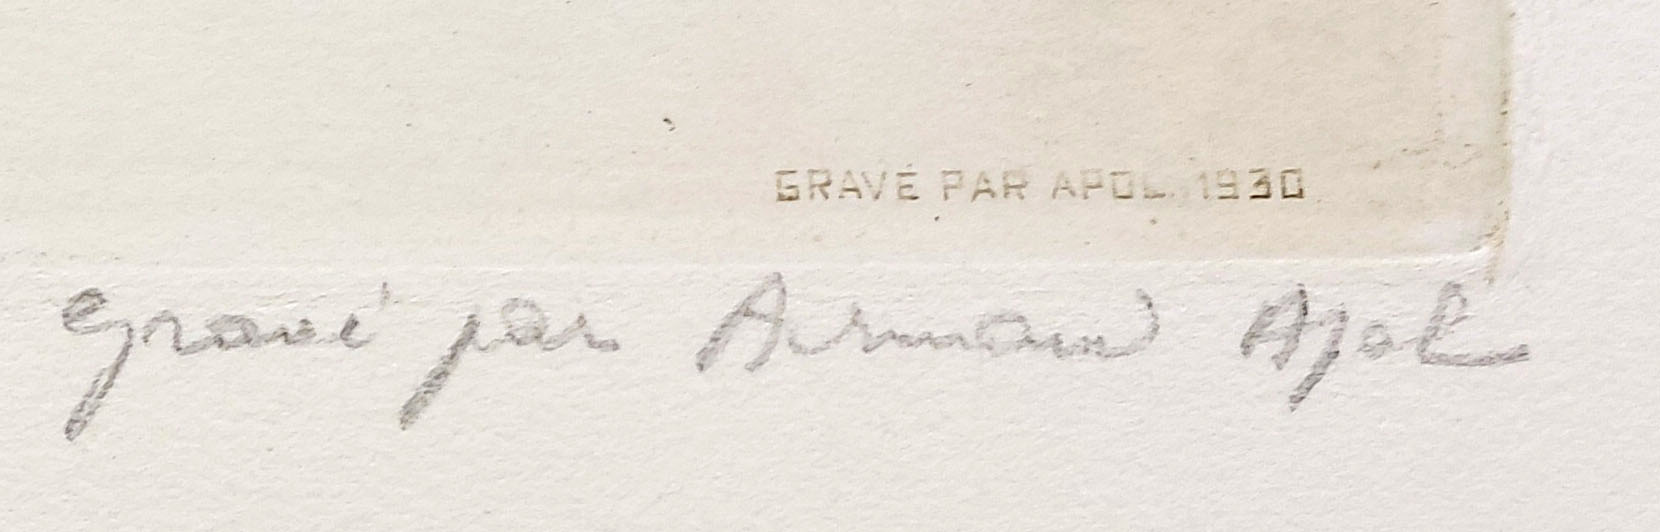 GRAVÉ PAR APOL. 1930
Gravé par Armand Apol